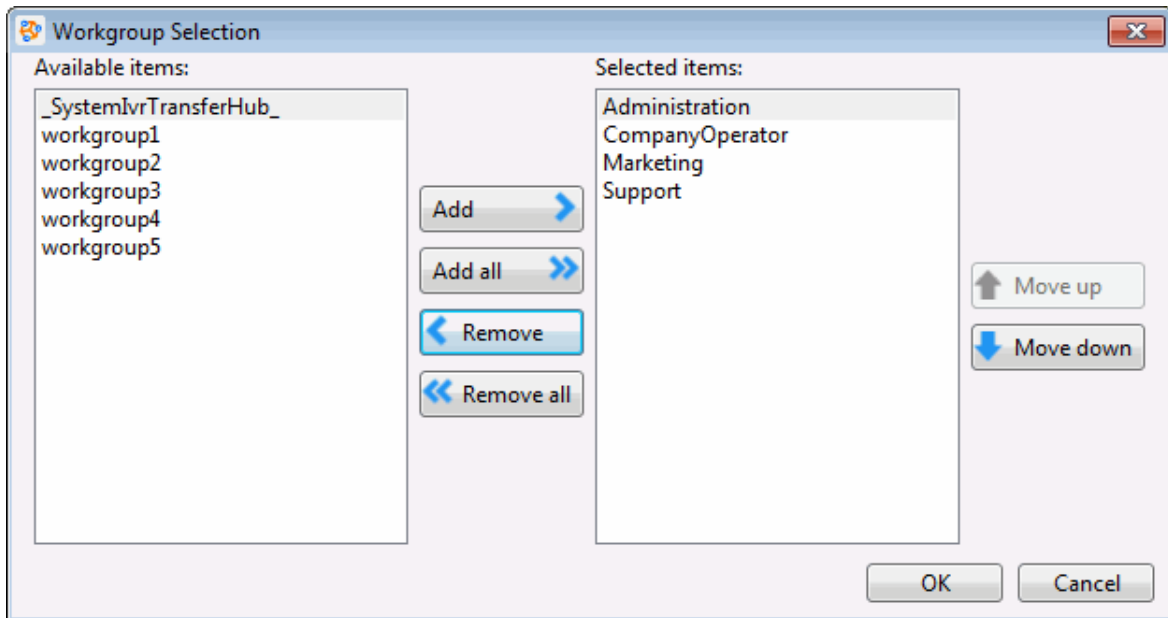 Workgroup Selection
Available items:
_SystemIvrTransferHub_
workgroup1
workgroup2
workgroup3
workgroup4
workgroup5
Add
Add all
Remove
Remove all
Selected items:
Administration
CompanyOperator
Marketing
Support
Move up
Move down
OK
Cancel